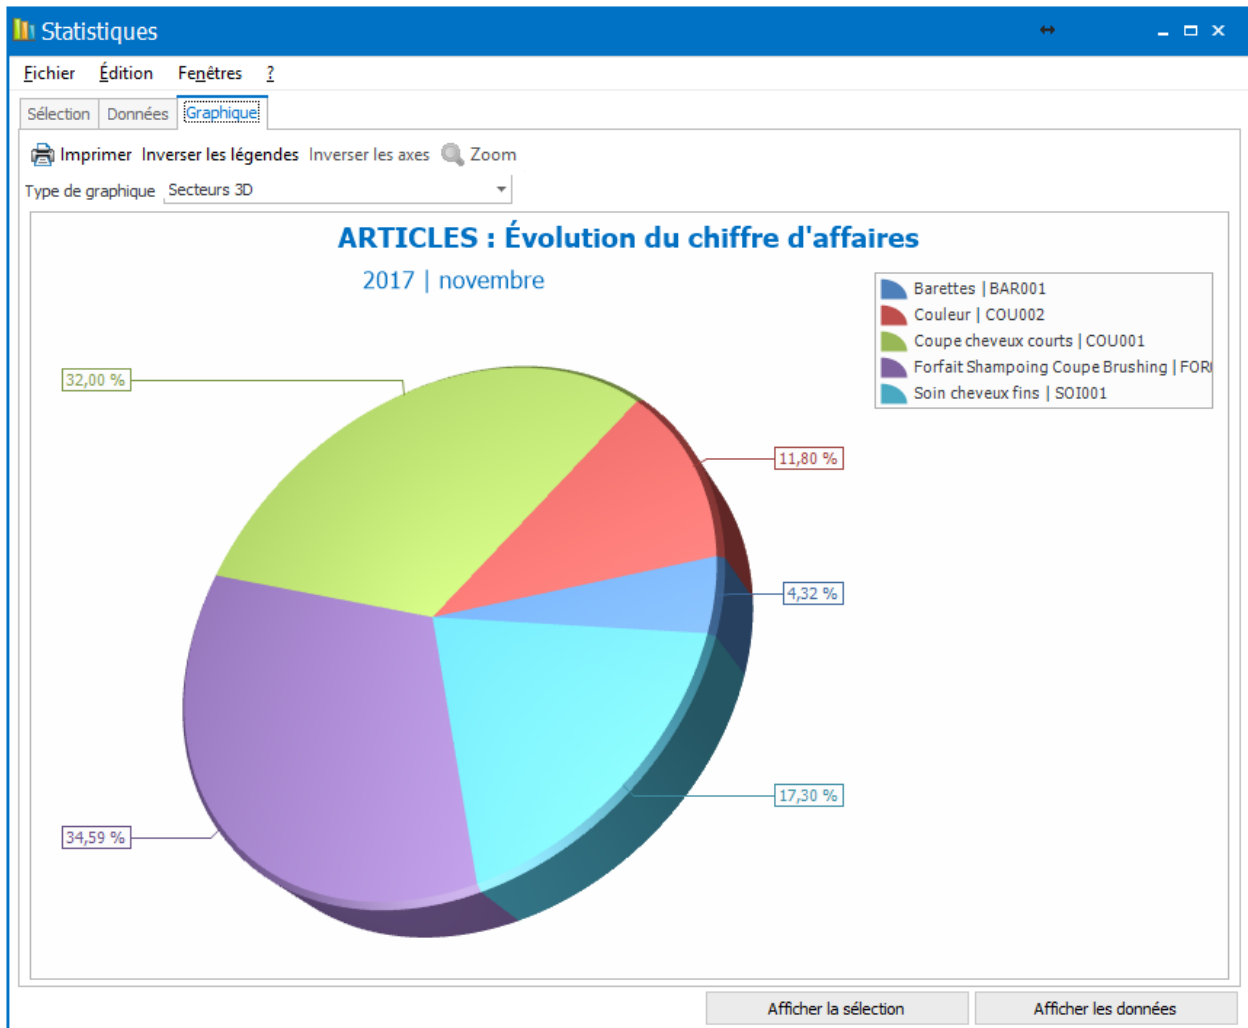 Statistiques
Fichier Édition Fenêtres ?
Sélection Données Graphique
Imprimer Inverser les légendes Inverser les axes Zoom
Type de graphique Secteurs 3D
ARTICLES : Évolution du chiffre d'affaires
2017 | novembre
Barettes | BAR001
Couleur | COU002
Coupe cheveux courts | COU001
Forfait Shampoing Coupe Brushing |
Soin cheveux fins | SOI001
32,00 %
11,80 %
4,32 %
17,30 %
34,59 %
Afficher la sélection Afficher les données